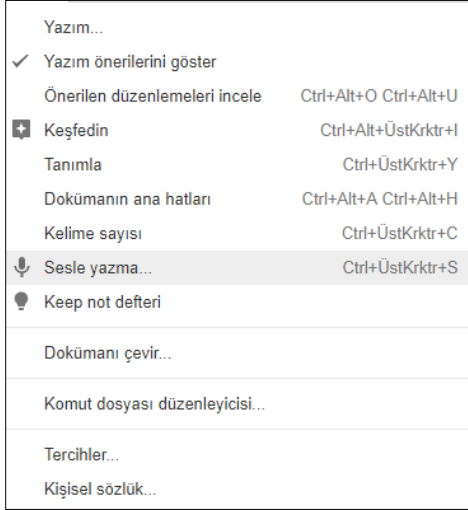 Yazım...
Yazım önerilerini göster
Önerilen düzenlemeleri incele Ctrl+Alt+O Ctrl+Alt+U
Keşfedin Ctrl+Alt+ÜstKrktr+I
Tanımla Ctrl+ÜstKrktr+Y
Dokümanın ana hatları Ctrl+Alt+A Ctrl+Alt+H
Kelime sayısı Ctrl+ÜstKrktr+C
Sesle yazma... Ctrl+ÜstKrktr+S
Keep not defteri
Dokümanı çevir...
Komut dosyası düzenleyicisi...
Tercihler...
Kişisel sözlük...